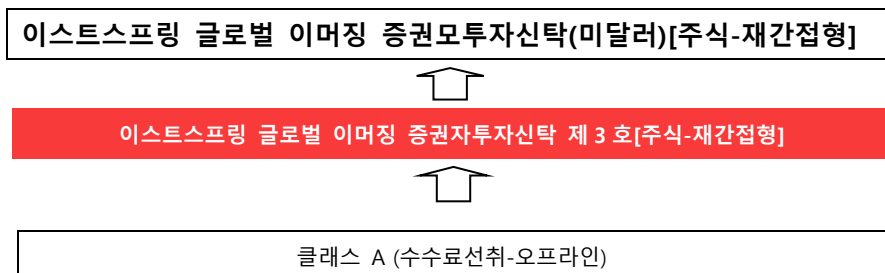 이스트스프링 글로벌 이머징 증권모투자신탁(미달러)[주식-재간접형]
이스트스프링 글로벌 이머징 증권자투자신탁 제 3 호[주식-재간접형]
클래스 A (수수료선취-오프라인)